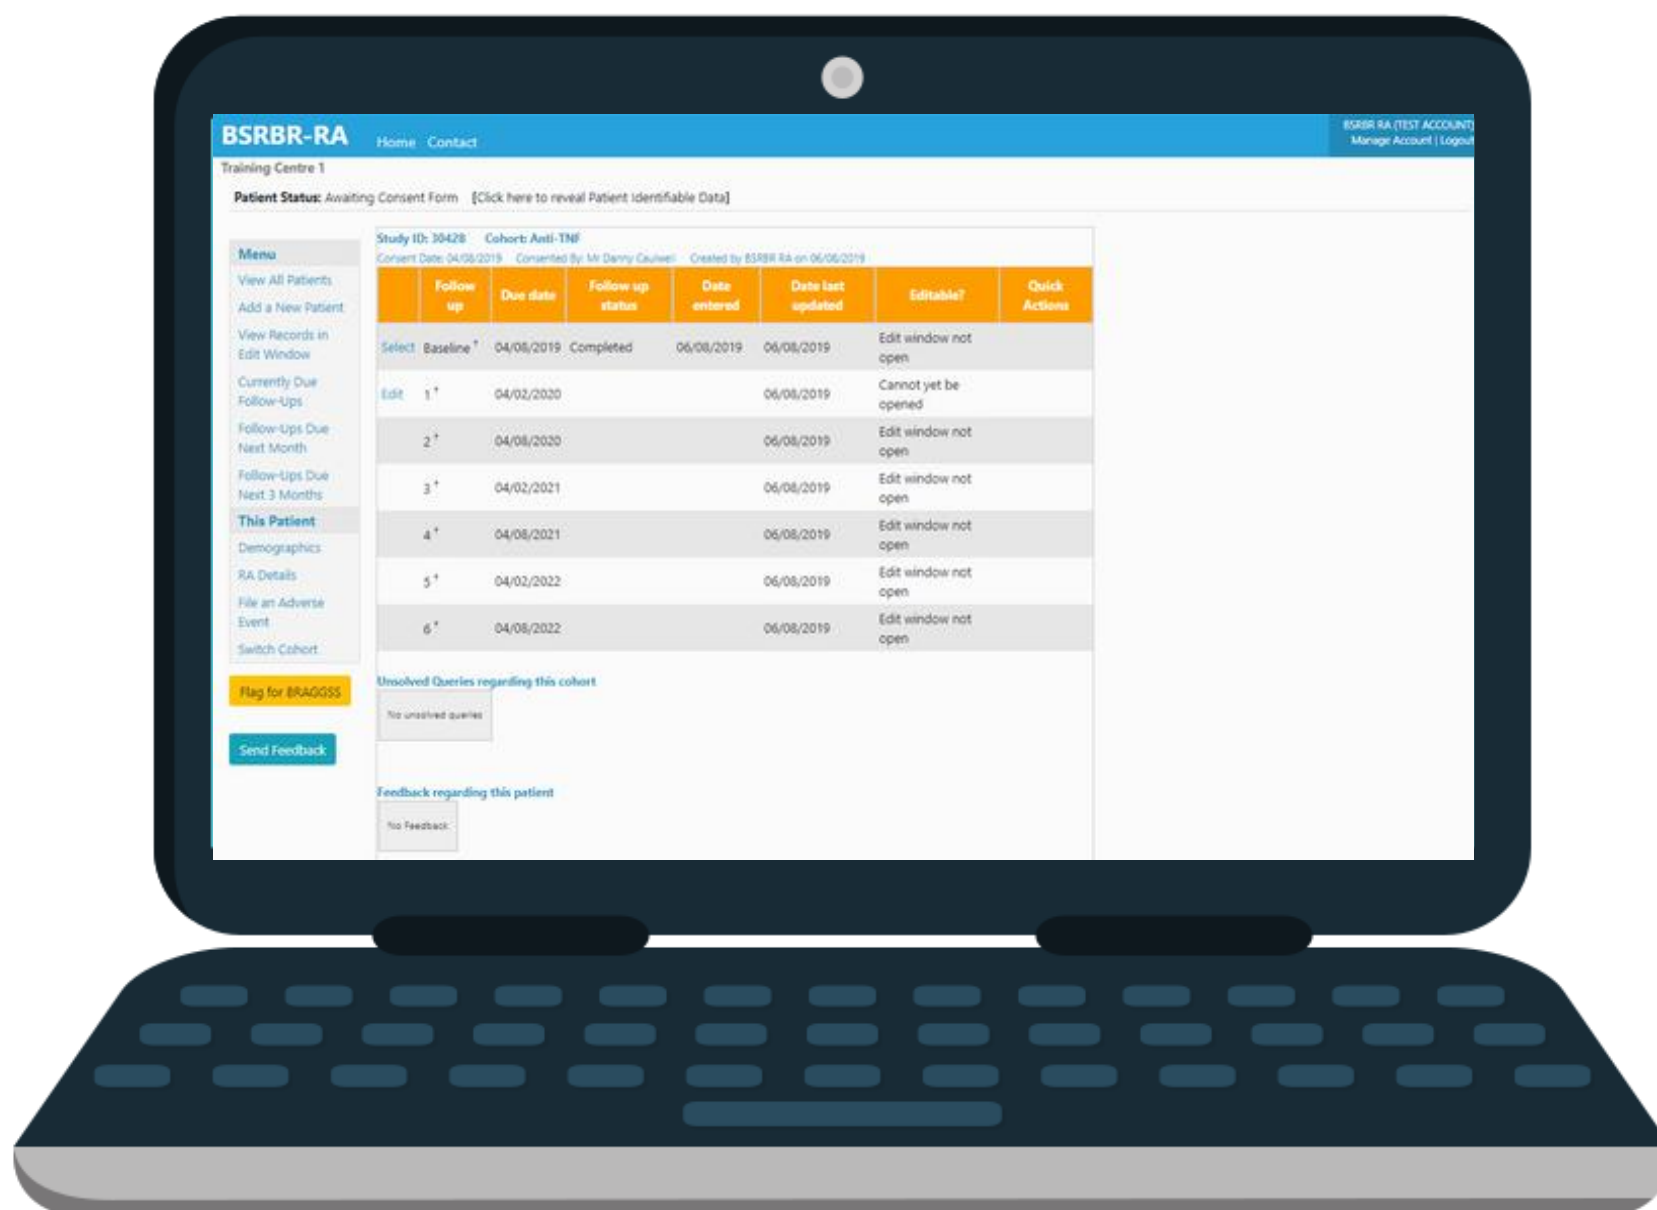 BSRBR-RA Home Contact
BSRBR RA (TEST ACCOUNT)
Manage Account | Logout
Training Centre 1
Patient Status: Awaiting Consent Form [Click here to reveal Patient Identifiable Data]
Menu
View All Patients
Add a New Patient
View Records in
Edit Window
Currently Due
Follow-Ups
Follow-Ups Due
Next Month
Follow-Ups Due
Next 3 Months
This Patient
Demographics
RA Details
File an Adverse
Event
Switch Cohort
Flag for BRAGGSS
Send Feedback
Study ID: 30428 Cohort: Anti-TNF
Consent Date: 04/08/2019 Consented By: Mr Danny Caulwell Created by BSRBR RA on 06/08/2019
Follow up Due date Follow up status Date entered Date last updated Editable? Quick Actions
Select Baseline + 04/08/2019 Completed 06/08/2019 06/08/2019 Edit window not open
Edit 1 + 04/02/2020 06/08/2019 Cannot yet be opened
2 + 04/08/2020 06/08/2019 Edit window not open
3 + 04/02/2021 06/08/2019 Edit window not open
4 + 04/08/2021 06/08/2019 Edit window not open
5 + 04/02/2022 06/08/2019 Edit window not open
6 + 04/08/2022 06/08/2019 Edit window not open
Unsolved Queries regarding this cohort
No unsolved queries
Feedback regarding this patient
No Feedback